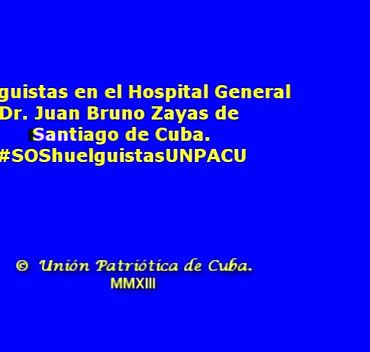 guistas en el Hospital General
Dr. Juan Bruno Zayas de
Santiago de Cuba.
#SOShuelguistasUNPACU
© Unión Patriótica de Cuba.
MMXIII